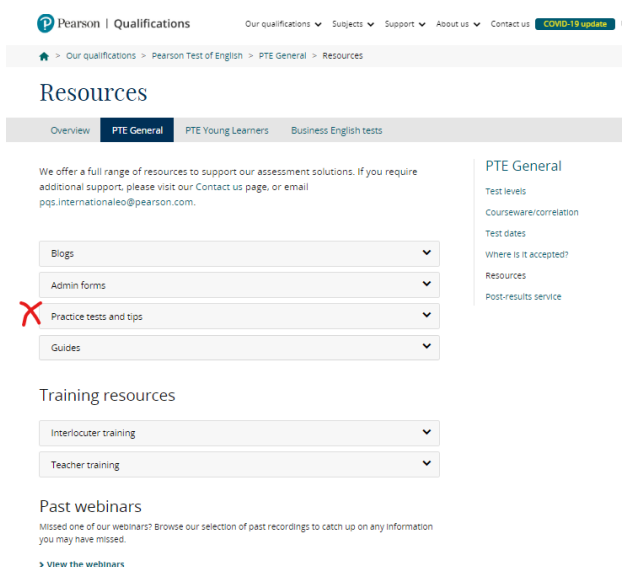 Pearson | Qualifications
Our qualifications Subjects Support About us Contact us COVID-19 update
> Our qualifications > Pearson Test of English > PTE General > Resources
Resources
Overview PTE General PTE Young Learners Business English tests
We offer a full range of resources to support our assessment solutions. If you require
additional support, please visit our Contact us page, or email
pqs.internationaleo@pearson.com.
Blogs
Admin forms
Practice tests and tips
Guides
Training resources
Interlocuter training
Teacher training
Past webinars
Missed one of our webinars? Browse our selection of past recordings to catch up on any information
you may have missed.
> View the webinars
PTE General
Test levels
Courseware/correlation
Test dates
Where is it accepted?
Resources
Post-results service